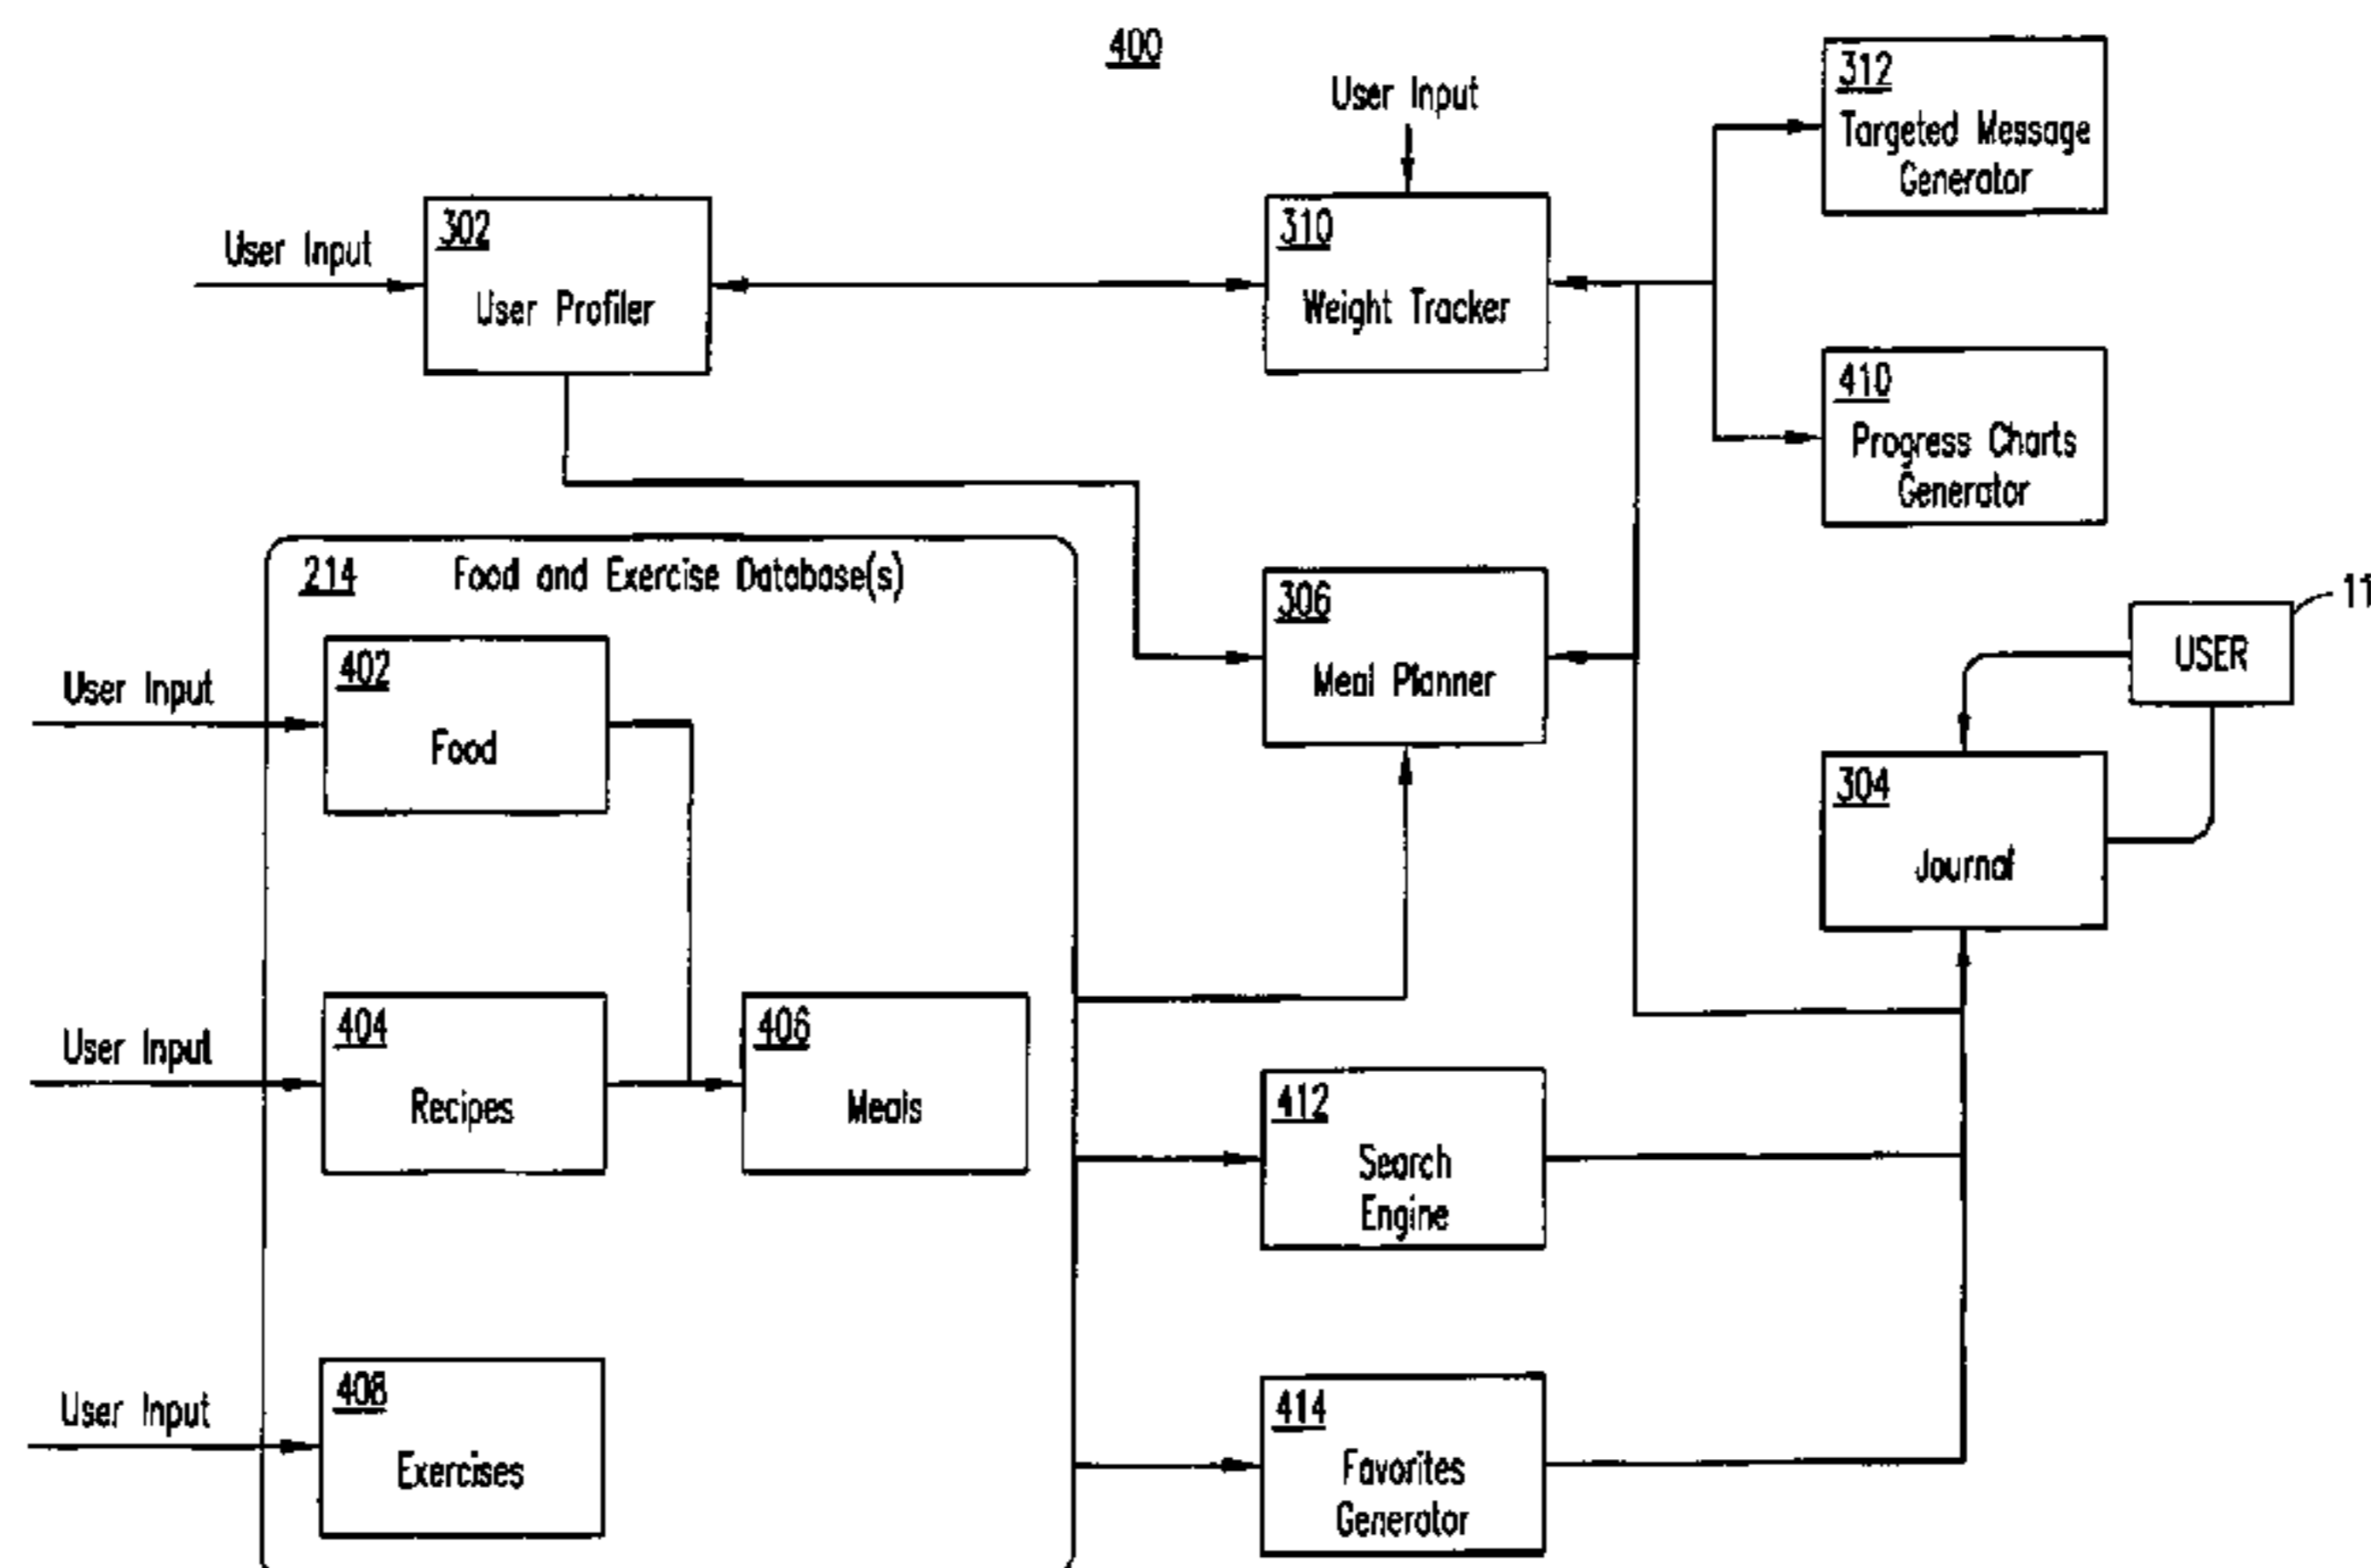 400
User Input
312
Targeted Message
Generator
User Input
302
User Profiler
310
Weight Tracker
410
Progress Charts
Generator
214 Food and Exercise Database(s)
306
Meal Planner
USER
11
User Input
402
Food
304
Journal
User Input
404
Recipes
406
Meals
412
Search
Engine
User Input
408
Exercises
414
Favorites
Generator